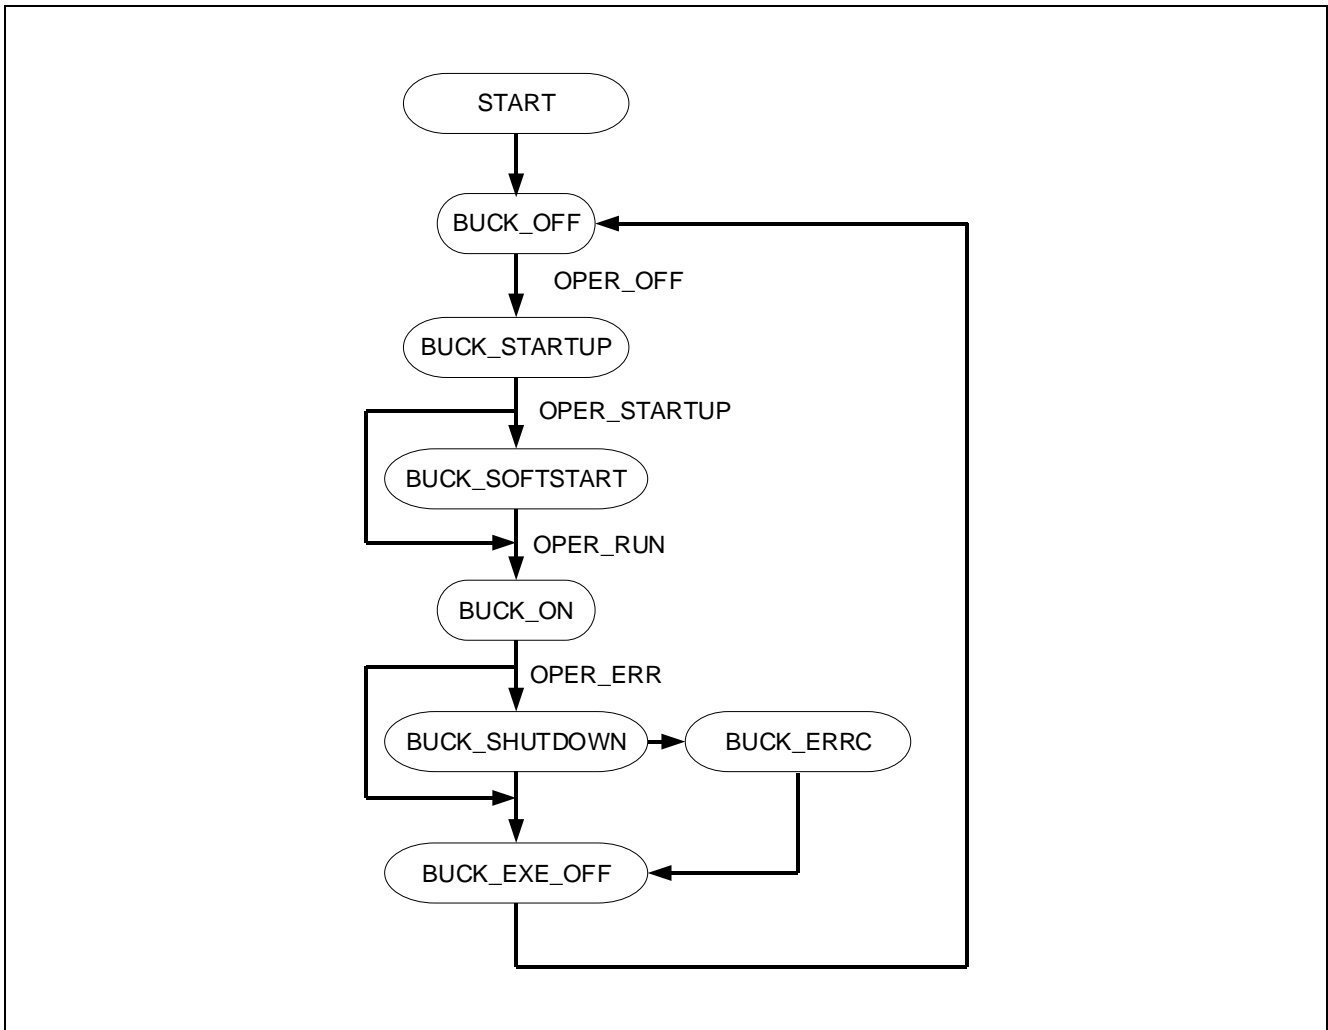 START
BUCK_OFF
OPER_OFF
BUCK_STARTUP
OPER_STARTUP
BUCK_SOFTSTART
OPER_RUN
BUCK_ON
OPER_ERR
BUCK_SHUTDOWN
BUCK_ERRC
BUCK_EXE_OFF